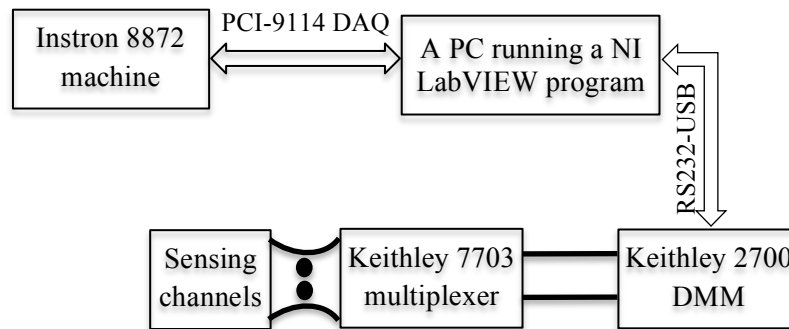 Instron 8872
machine
PCI-9114 DAQ
A PC running a NI
LabVIEW program
RS232-USB
Sensing
channels
Keithley 7703
multiplexer
Keithley 2700
DMM